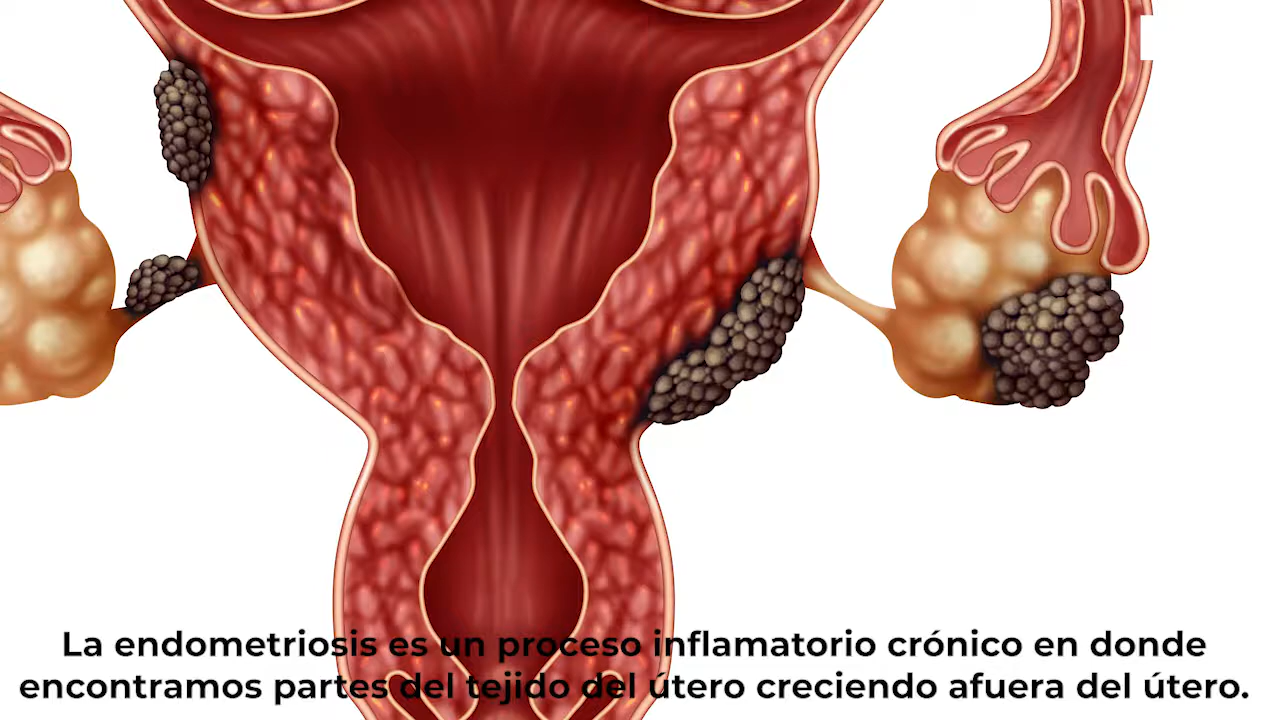 La endometriosis es un proceso inflamatorio crónico en donde
encontramos partes del tejido del útero creciendo afuera del útero.